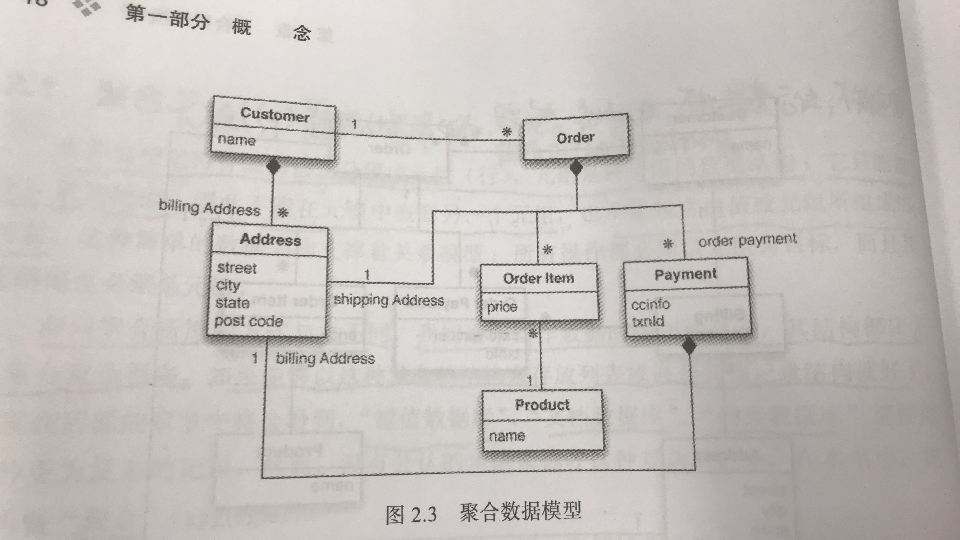 第一部分 概 念
Customer
name
1
*
Order
billing Address
*
Address
street
city
state
post code
1
shipping Address
*
Order Item
price
*
order payment
Payment
ccinfo
txnId
*
1
Product
name
1
billing Address
图 2.3 聚合数据模型